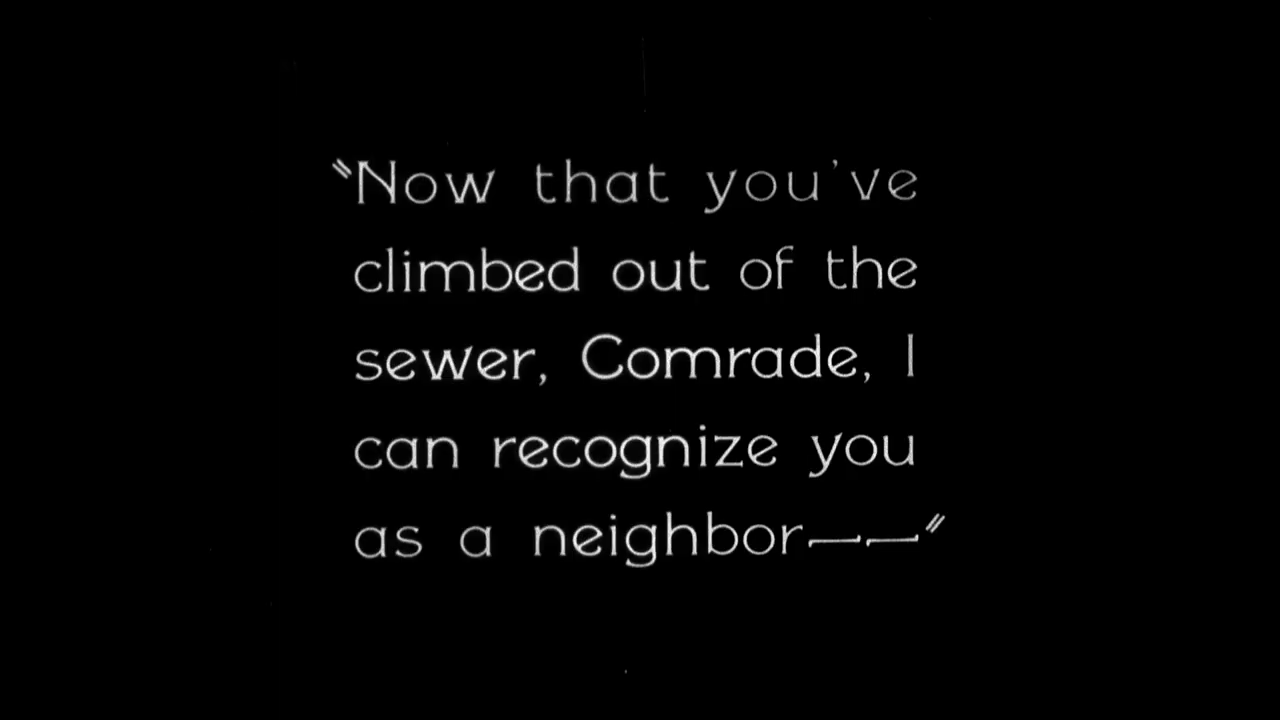 "Now that you've
climbed out of the
sewer, Comrade, I
can recognize you
as a neighbor——"